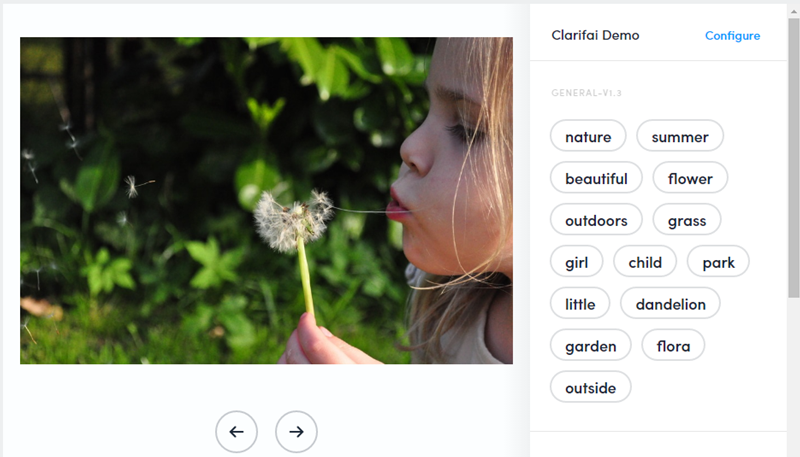 Clarifai Demo Configure
GENERAL-V1.3
nature summer
beautiful flower
outdoors grass
girl child park
little dandelion
garden flora
outside